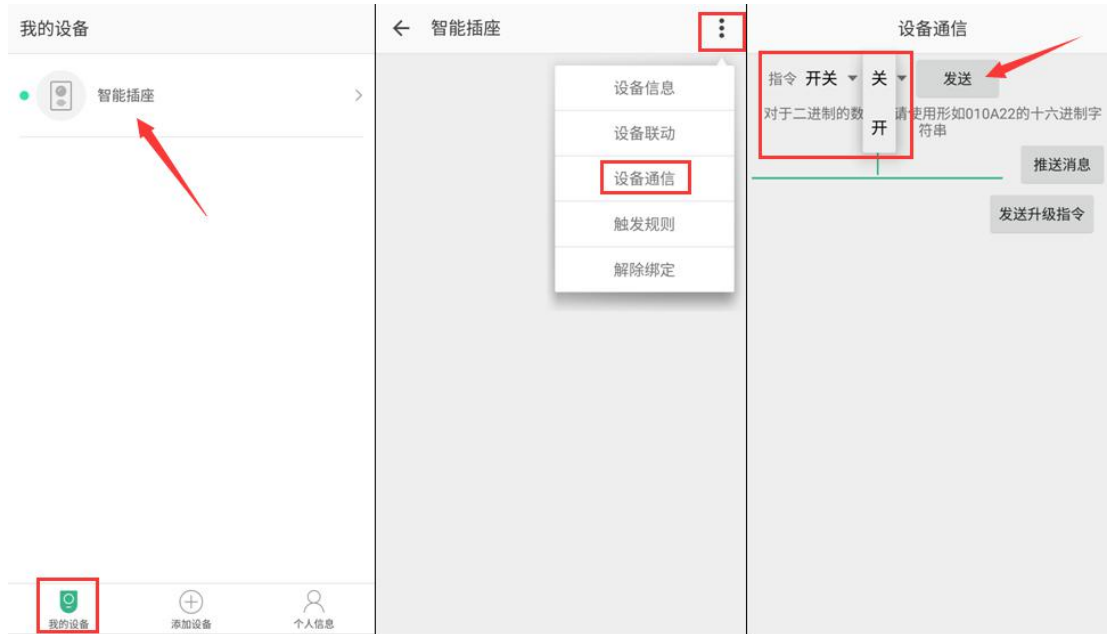 我的设备
智能插座
我的设备
添加设备
个人信息
智能插座
设备信息
设备联动
设备通信
触发规则
解除绑定
设备通信
指令 开关 关 发送
对于二进制的数 请使用形如010A22的十六进制字
符串
开
推送消息
发送升级指令